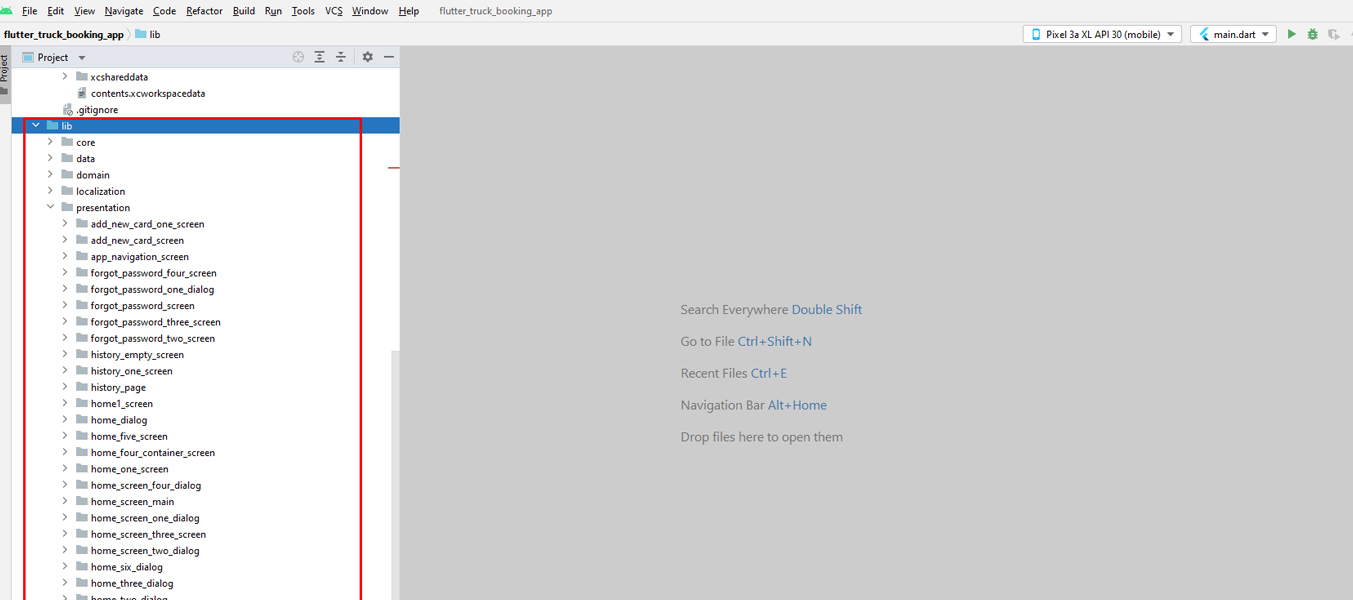 File Edit View Navigate Code Refactor Build Run Tools VCS Window Help flutter_truck_booking_app
flutter_truck_booking_app lib Pixel 3a XL API 30 (mobile) main.dart
Project
Project
xcshareddata
contents.xcworkspacedata
.gitignore
lib
core
data
domain
localization
presentation
add_new_card_one_screen
add_new_card_screen
app_navigation_screen
forgot_password_four_screen
forgot_password_one_dialog
forgot_password_screen
forgot_password_three_screen
forgot_password_two_screen
history_empty_screen
history_one_screen
history_page
home1_screen
home_dialog
home_five_screen
home_four_container_screen
home_one_screen
home_screen_four_dialog
home_screen_main
home_screen_one_dialog
home_screen_three_screen
home_screen_two_dialog
home_six_dialog
home_three_dialog
home_two_dialog
Search Everywhere Double Shift
Go to File Ctrl+Shift+N
Recent Files Ctrl+E
Navigation Bar Alt+Home
Drop files here to open them